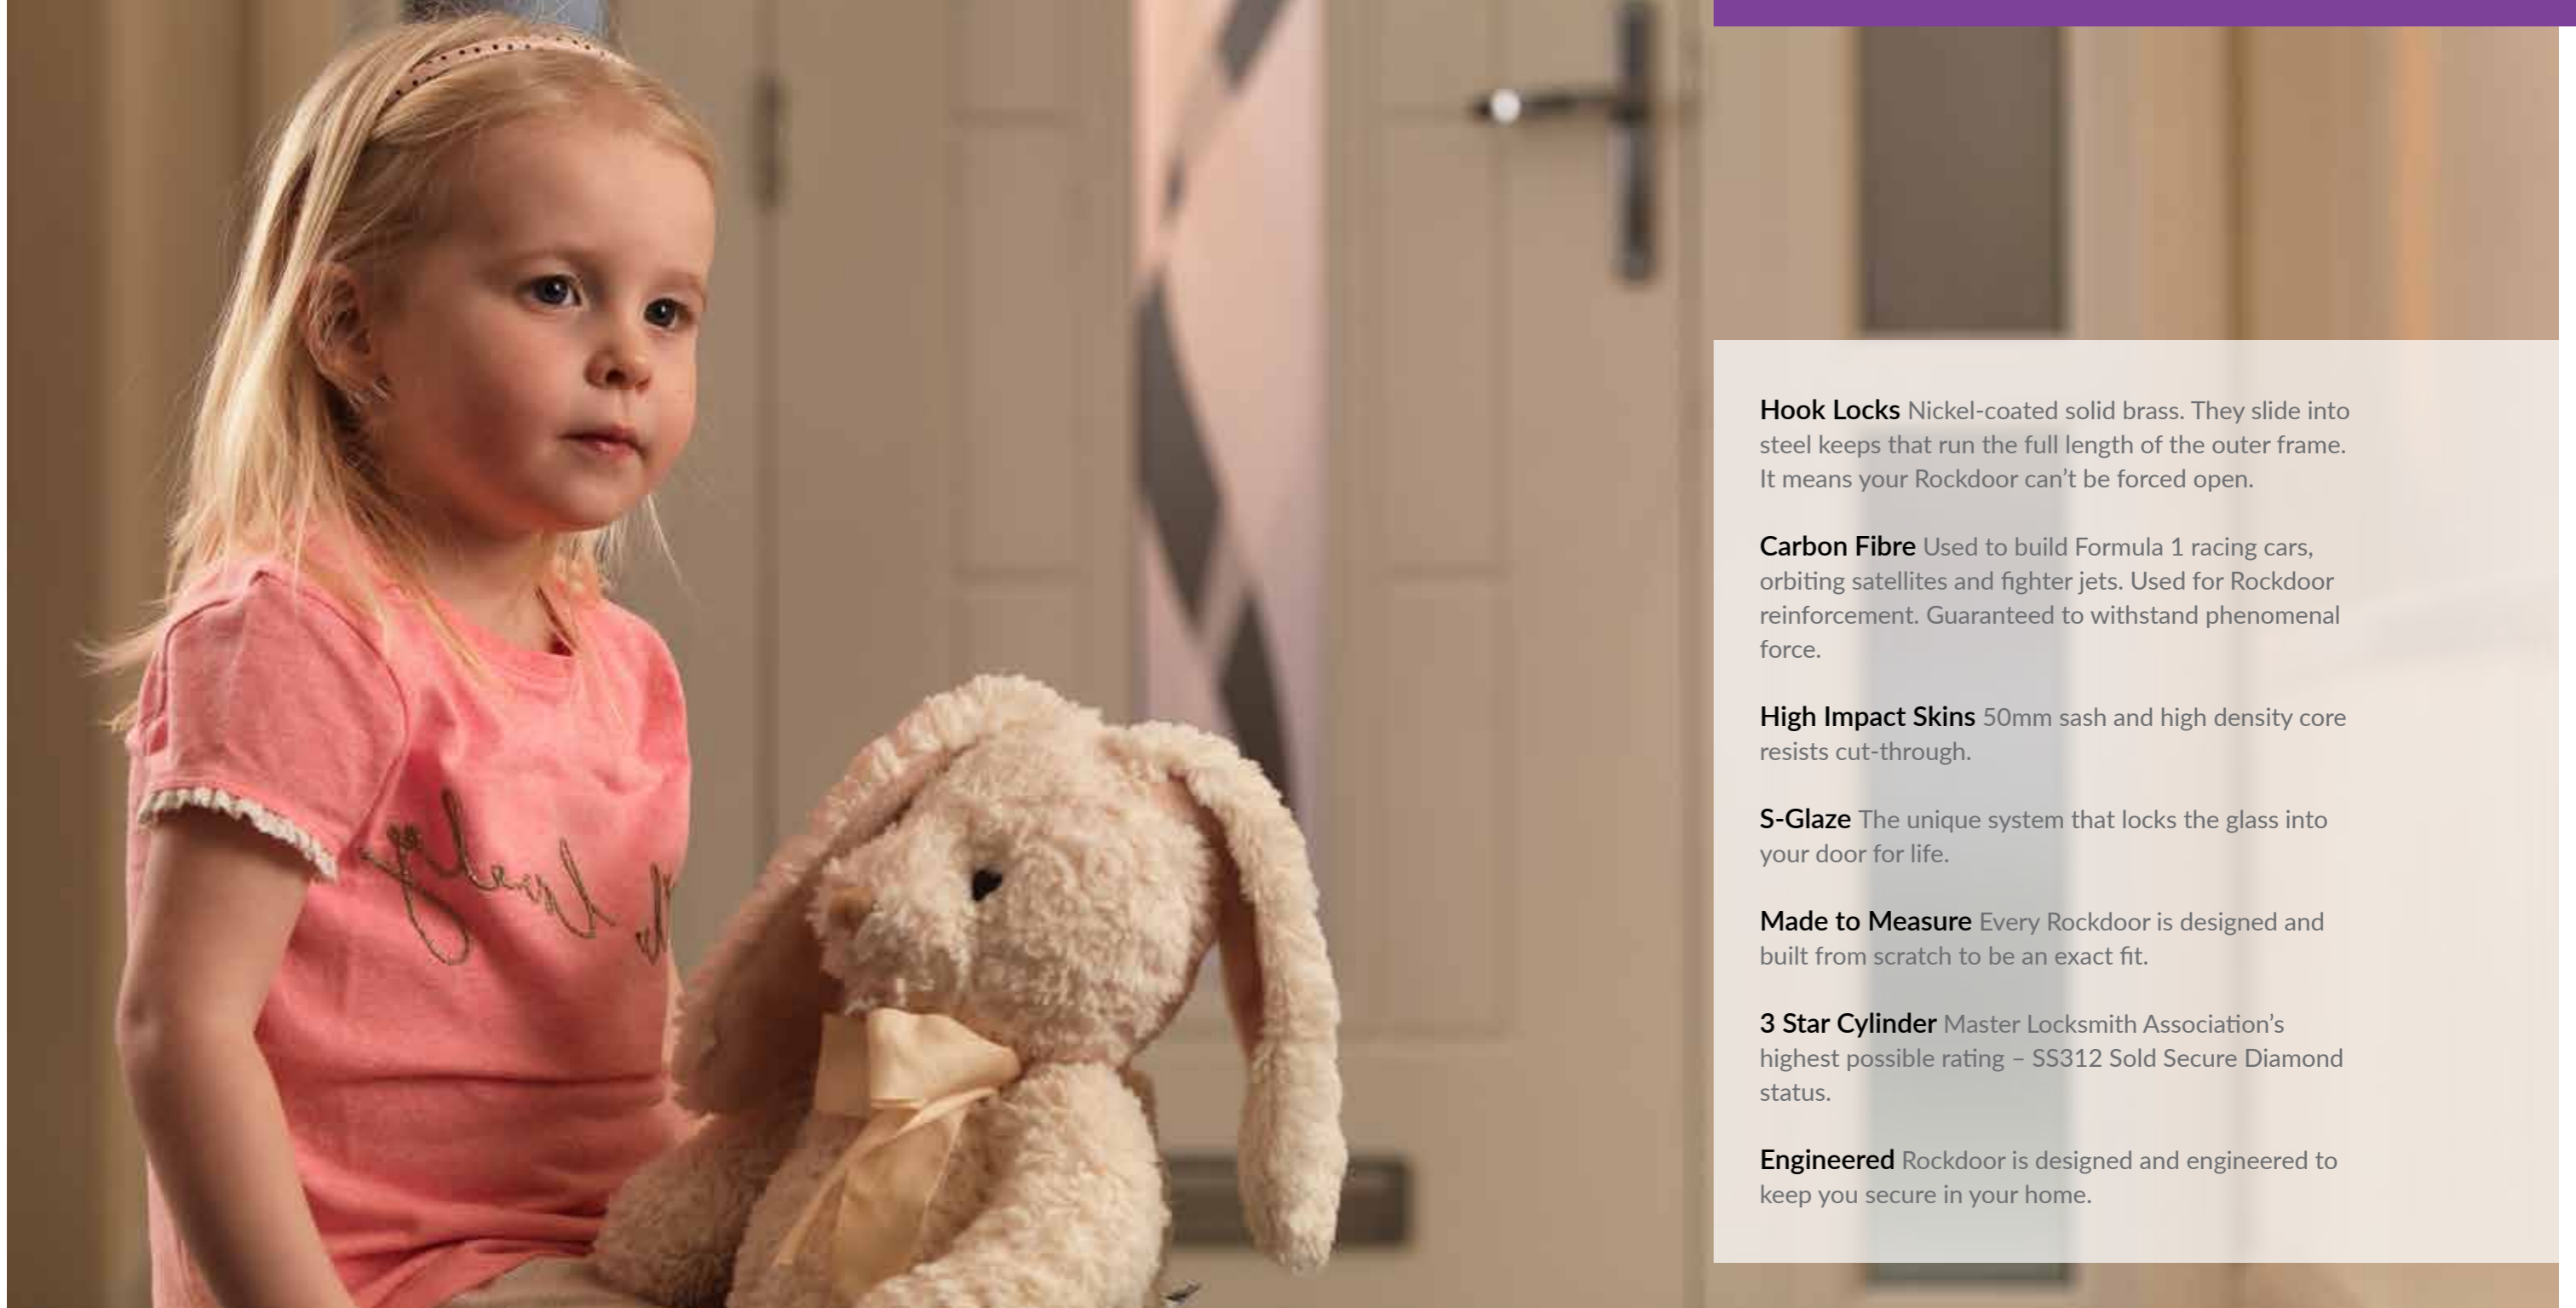 Hook Locks Nickel-coated solid brass. They slide into
steel keeps that run the full length of the outer frame.
It means your Rockdoor can’t be forced open.
Carbon Fibre Used to build Formula 1 racing cars,
orbiting satellites and fighter jets. Used for Rockdoor
reinforcement. Guaranteed to withstand phenomenal
force.
High Impact Skins 50mm sash and high density core
resists cut-through.
S-Glaze The unique system that locks the glass into
your door for life.
Made to Measure Every Rockdoor is designed and
built from scratch to be an exact fit.
3 Star Cylinder Master Locksmith Association’s
highest possible rating – SS312 Sold Secure Diamond
status.
Engineered Rockdoor is designed and engineered to
keep you secure in your home.